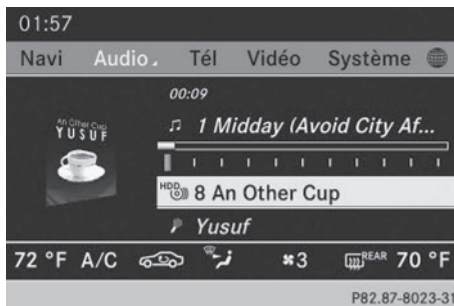 01:57
Navi Audio Tél Vidéo Système
00:09
An Other Cup
YUSUF
1 Midday (Avoid City Af...
HDD 8 An Other Cup
Yusuf
72 °F A/C 3 REAR 70 °F
P82.87-8023-31